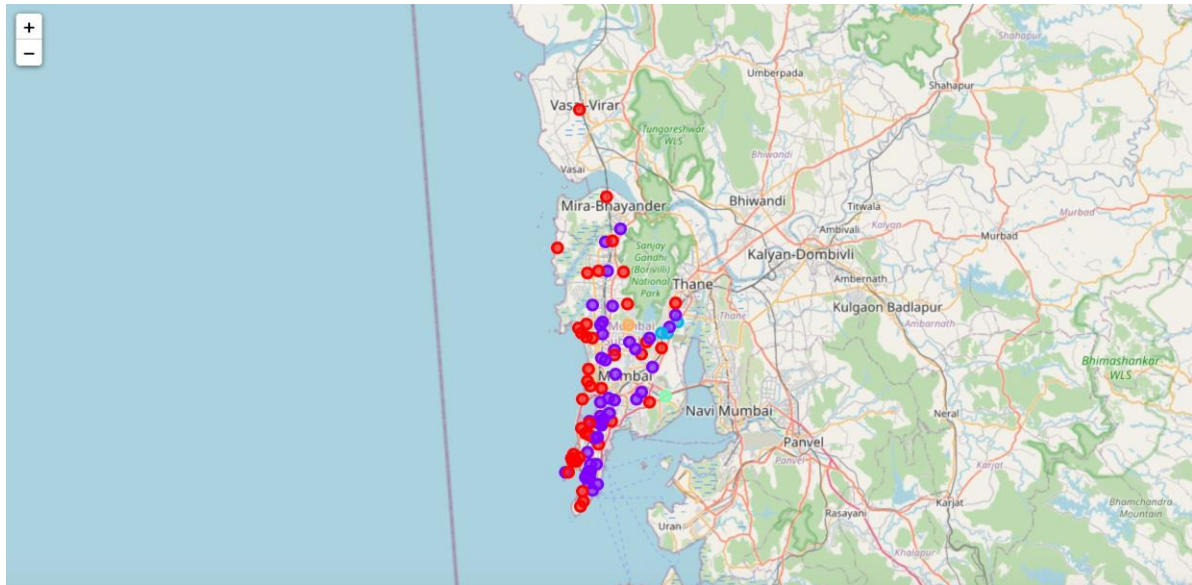 +
−
Shahapur
Umberpada
Shahapur
Vasai-Virar
Tungareshwar
WLS
Bhiwandi
Vasai
Bhiwandi
Titwala
Mira-Bhayander
Kalyan
Murbad
Ambivali
Murbad
Sanjay
Gandhi
(Borivili)
National
Park
Kalyan-Dombivli
Ambernath
Thane
Kulgaon Badlapur
Thane
Ambarnath
Mumbai
Bhimashankar
WLS
Mumbai
Navi Mumbai
Neral
Panvel
Panvel
Karjat
Karjat
Bhamchandra
Mountain
Rasayani
Uran
Khalapur